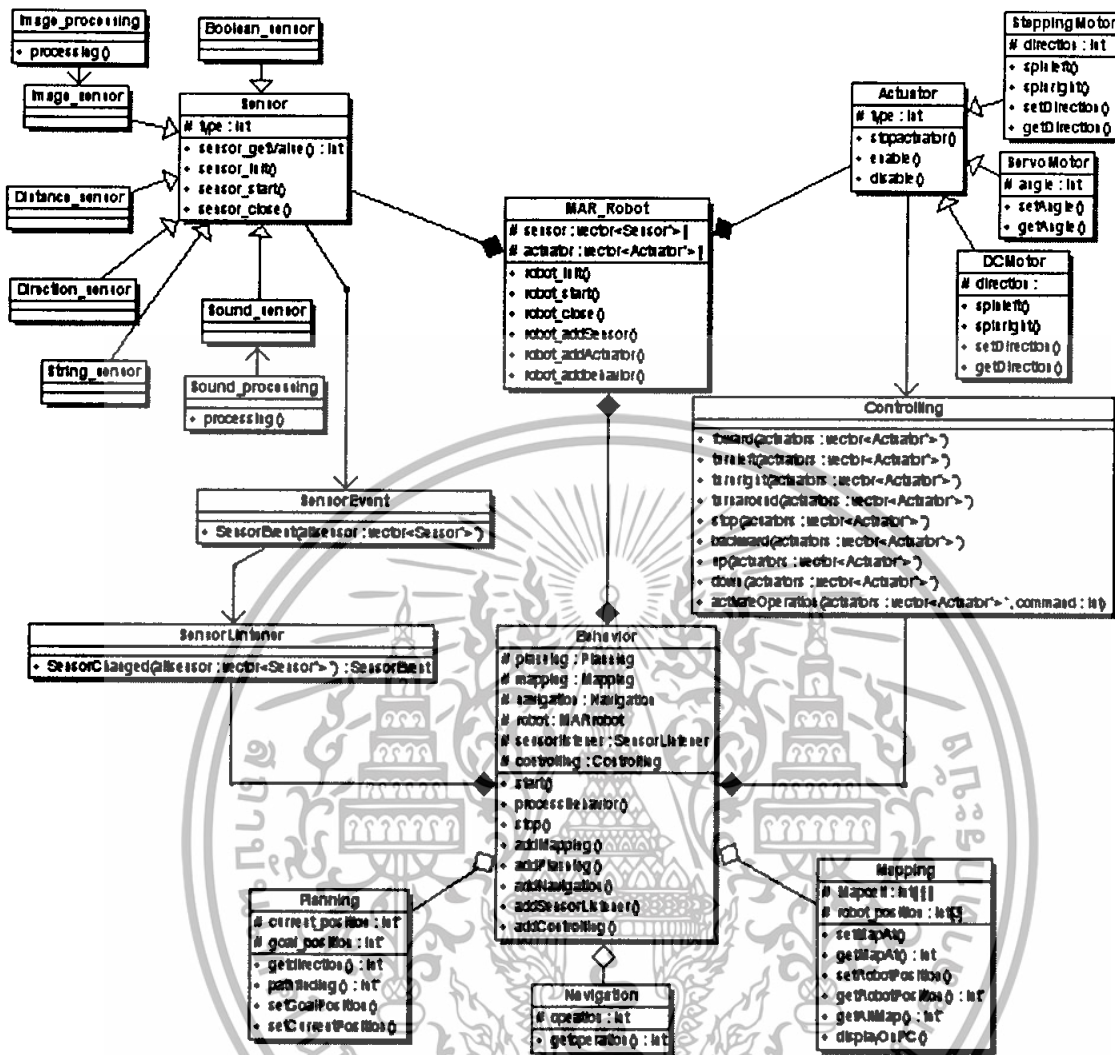 Image_processing
+ processing()
Image_sensor
Boolean_sensor
Sensor
# type : int
+ sensor_getValue() : int
+ sensor_init()
+ sensor_start()
+ sensor_close()
Distance_sensor
Direction_sensor
String_sensor
Sound_sensor
Sound_processing
+ processing()
MAR_Robot
# sensor : vector<Sensor*> []
# actuator : vector<Actuator*> []
+ robot_init()
+ robot_start()
+ robot_close()
+ robot_addSensor()
+ robot_addActuator()
+ robot_addbehavior()
Actuator
# type : int
+ stopactuator()
+ enable()
+ disable()
SteppingMotor
# direction : int
+ spinleft()
+ spinright()
+ setDirection()
+ getDirection()
ServoMotor
# angle : int
+ setAngle()
+ getAngle()
DCMotor
# direction :
+ spinleft()
+ spinright()
+ setDirection()
+ getDirection()
Controlling
+ foward(actuators : vector<Actuator*> *)
+ turnleft(actuators : vector<Actuator*> *)
+ turnright(actuators : vector<Actuator*> *)
+ turnaround(actuators : vector<Actuator*> *)
+ stop(actuators : vector<Actuator*> *)
+ backward(actuators : vector<Actuator*> *)
+ up(actuators : vector<Actuator*> *)
+ down(actuators : vector<Actuator*> *)
+ activateOperation(actuators : vector<Actuator*> *, command : int)
SensorEvent
+ SensorEvent(allsensor : vector<Sensor*> *)
SensorListener
+ SensorChanged(allsensor : vector<Sensor*> *) : SensorEvent
Behavior
# planning : Planning
# mapping : Mapping
# navigation : Navigation
# robot : MARrobot
# sensorlistener : SensorListener
# controlling : Controlling
+ start()
+ processBehavior()
+ stop()
+ addMapping()
+ addPlanning()
+ addNavigation()
+ addSensorListener()
+ addControlling()
Planning
# current_position : int*
# goal_position : int*
+ getdirection() : int
+ pathfinding() : int*
+ setGoalPosition()
+ setCurrentPosition()
Navigation
# operation : int
+ getoperation() : int
Mapping
# Mapcell : int[][]
# robot_position : int[]
+ setMapAt()
+ getMapAt() : int
+ setRobotPosition()
+ getRobotPosition() : int*
+ getAllMap() : int*
+ displayOnPC()